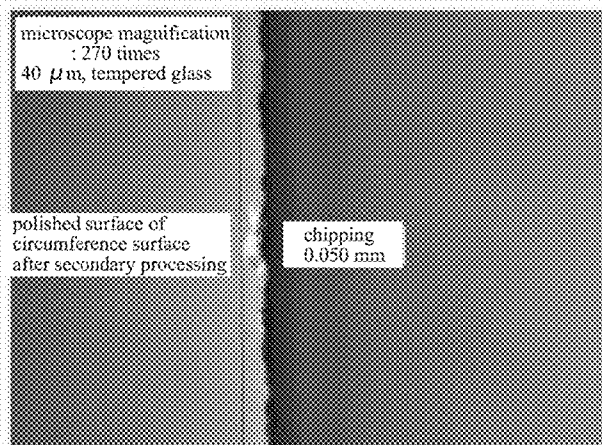 microscope magnification
: 270 times
40 μm, tempered glass
polished surface of
circumference surface
after secondary processing
chipping
0.050 mm